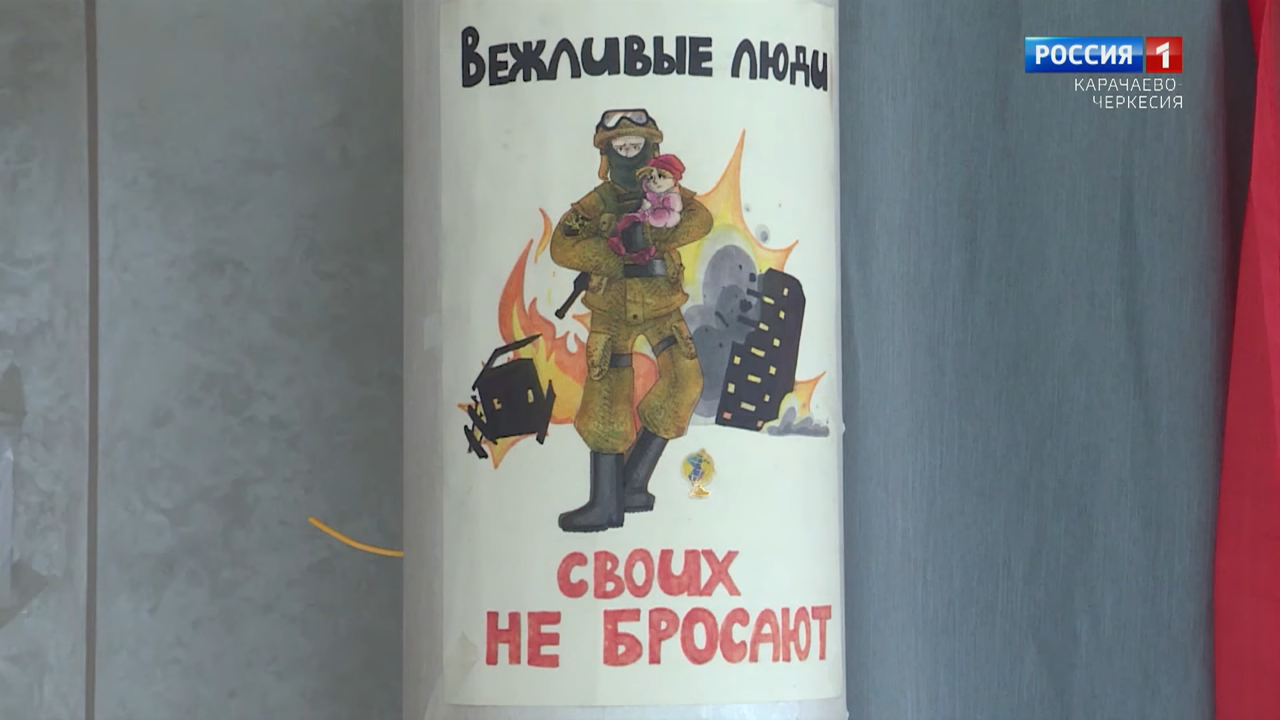 ВЕЖЛИВЫЕ ЛЮДИ
РОССИЯ 1
КАРАЧАЕВО-
ЧЕРКЕСИЯ
СВОИХ
НЕ БРОСАЮТ